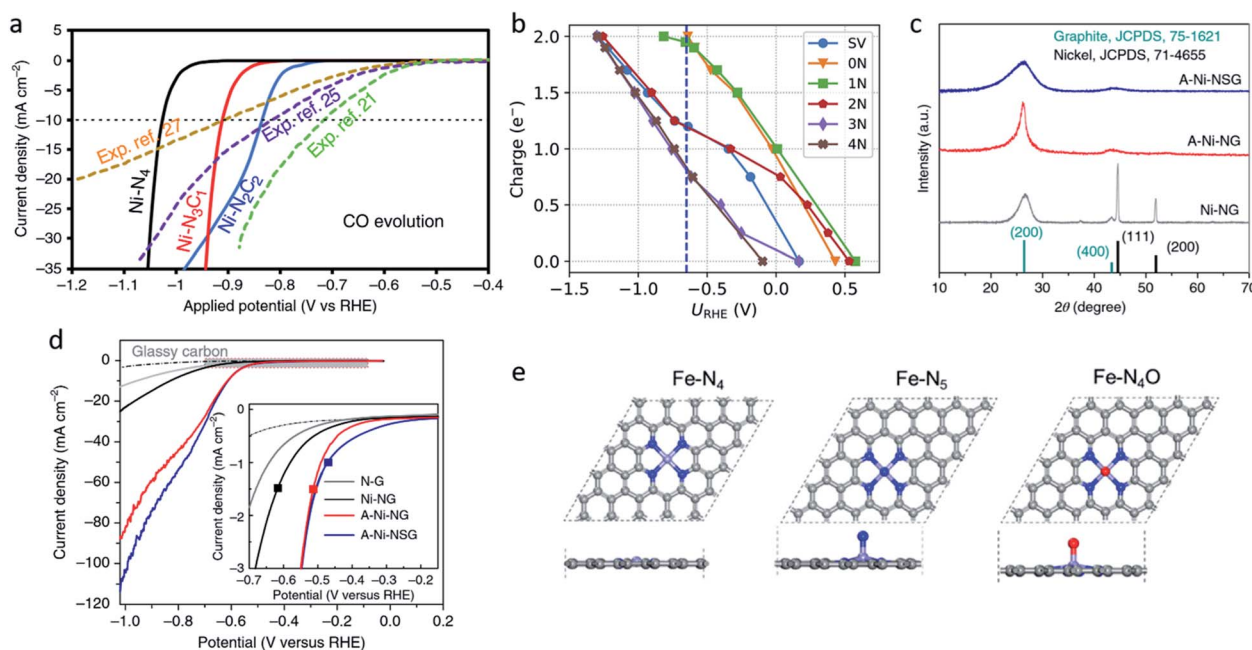 a
5
0
−5
−10
−15
−20
−25
−30
−35
Current density (mA cm⁻²)
Exp. ref. 27
Exp. ref. 25
Exp. ref. 21
Ni-N₄
Ni-N₃C₁
Ni-N₂C₂
CO evolution
−1.2 −1.1 −1 −0.9 −0.8 −0.7 −0.6 −0.5 −0.4
Applied potential (V vs RHE)
b
2.0
1.5
1.0
0.5
0.0
Charge (e⁻)
SV
0N
1N
2N
3N
4N
−1.5 −1.0 −0.5 0.0 0.5
U_RHE (V)
c
Graphite, JCPDS, 75-1621
Nickel, JCPDS, 71-4655
A-Ni-NSG
A-Ni-NG
Ni-NG
(200)
(400)
(111)
(200)
Intensity (a.u.)
10 20 30 40 50 60 70
2θ (degree)
d
Glassy carbon
0
−20
−40
−60
−80
−100
−120
Current density (mA cm⁻²)
−1.0 −0.8 −0.6 −0.4 −0.2 0.0
Potential (V versus RHE)
0
−1
−2
−3
Current density (mA cm⁻²)
N-G
Ni-NG
A-Ni-NG
A-Ni-NSG
−0.7 −0.6 −0.5 −0.4 −0.3 −0.2
Potential (V versus RHE)
e
Fe-N₄
Fe-N₅
Fe-N₄O